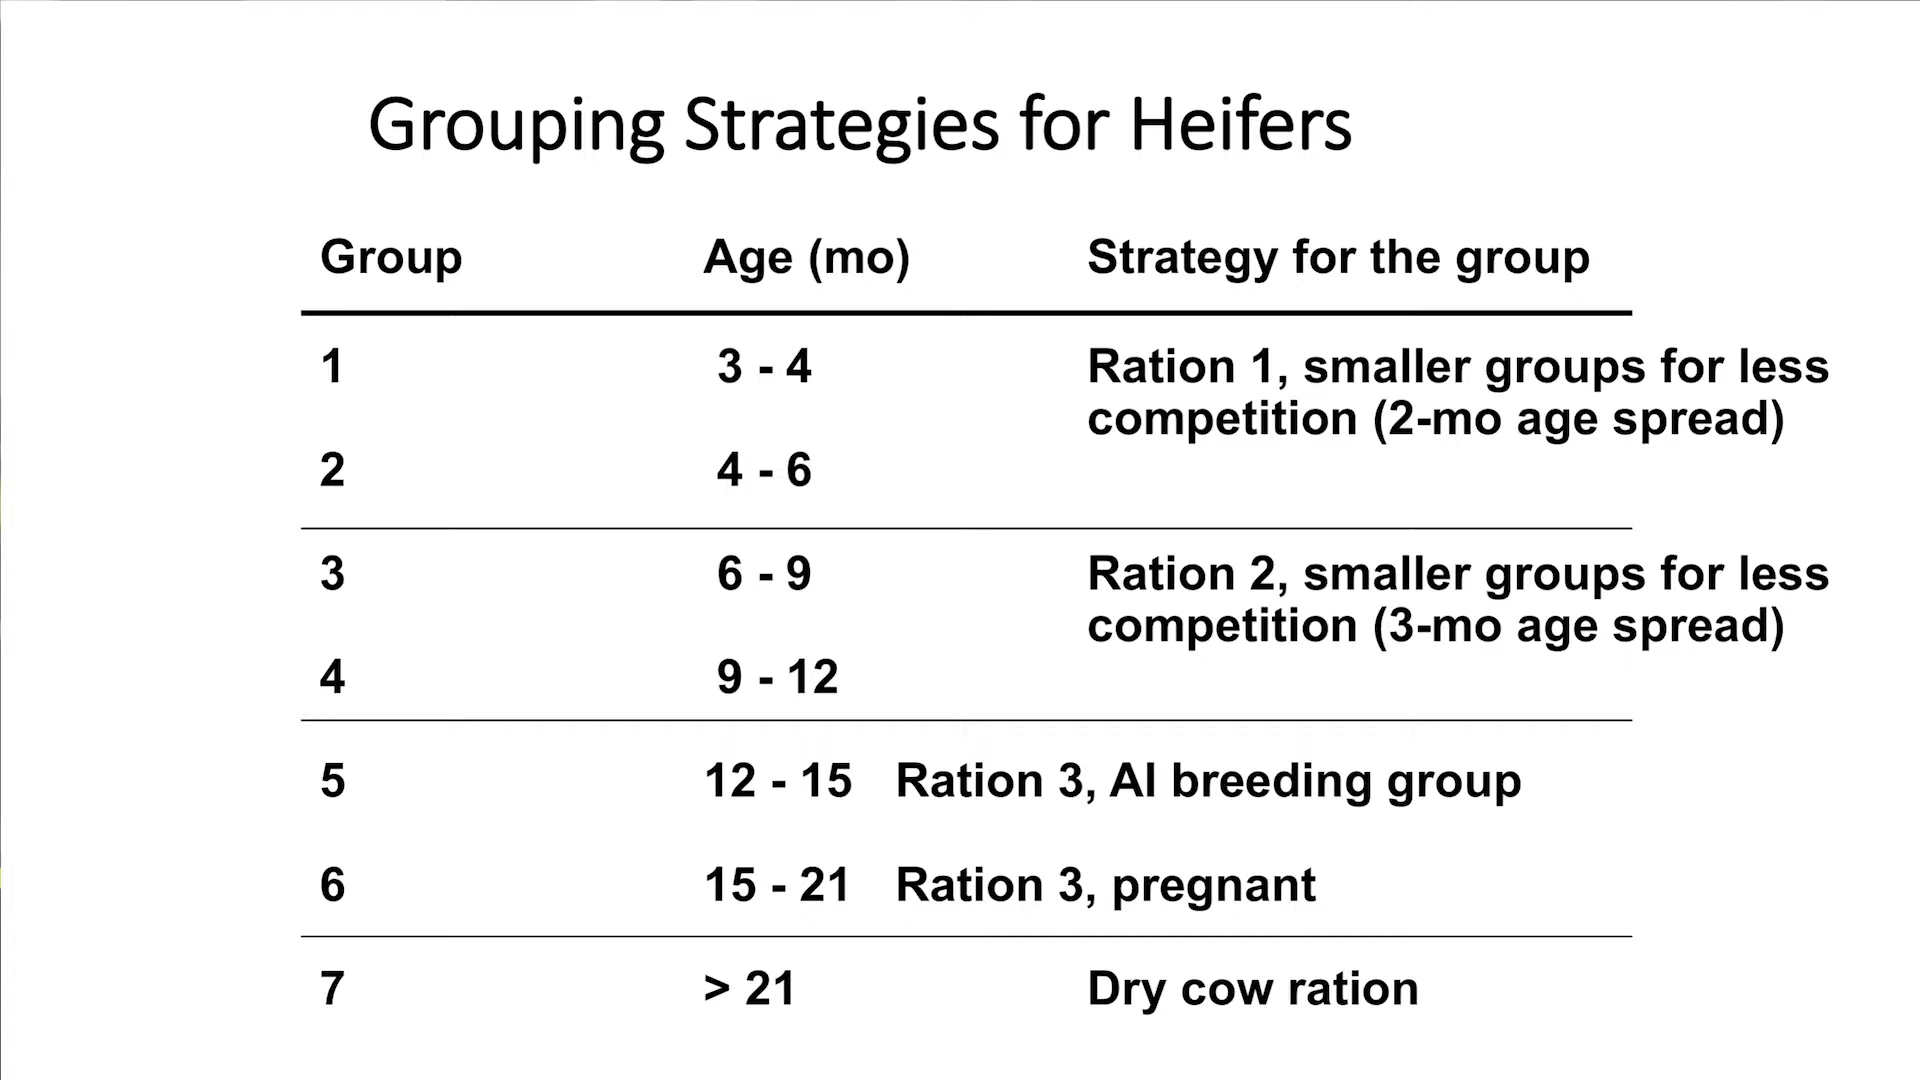 Grouping Strategies for Heifers
Group Age (mo) Strategy for the group
1 3 - 4 Ration 1, smaller groups for less
competition (2-mo age spread)
2 4 - 6
3 6 - 9 Ration 2, smaller groups for less
competition (3-mo age spread)
4 9 - 12
5 12 - 15 Ration 3, AI breeding group
6 15 - 21 Ration 3, pregnant
7 > 21 Dry cow ration